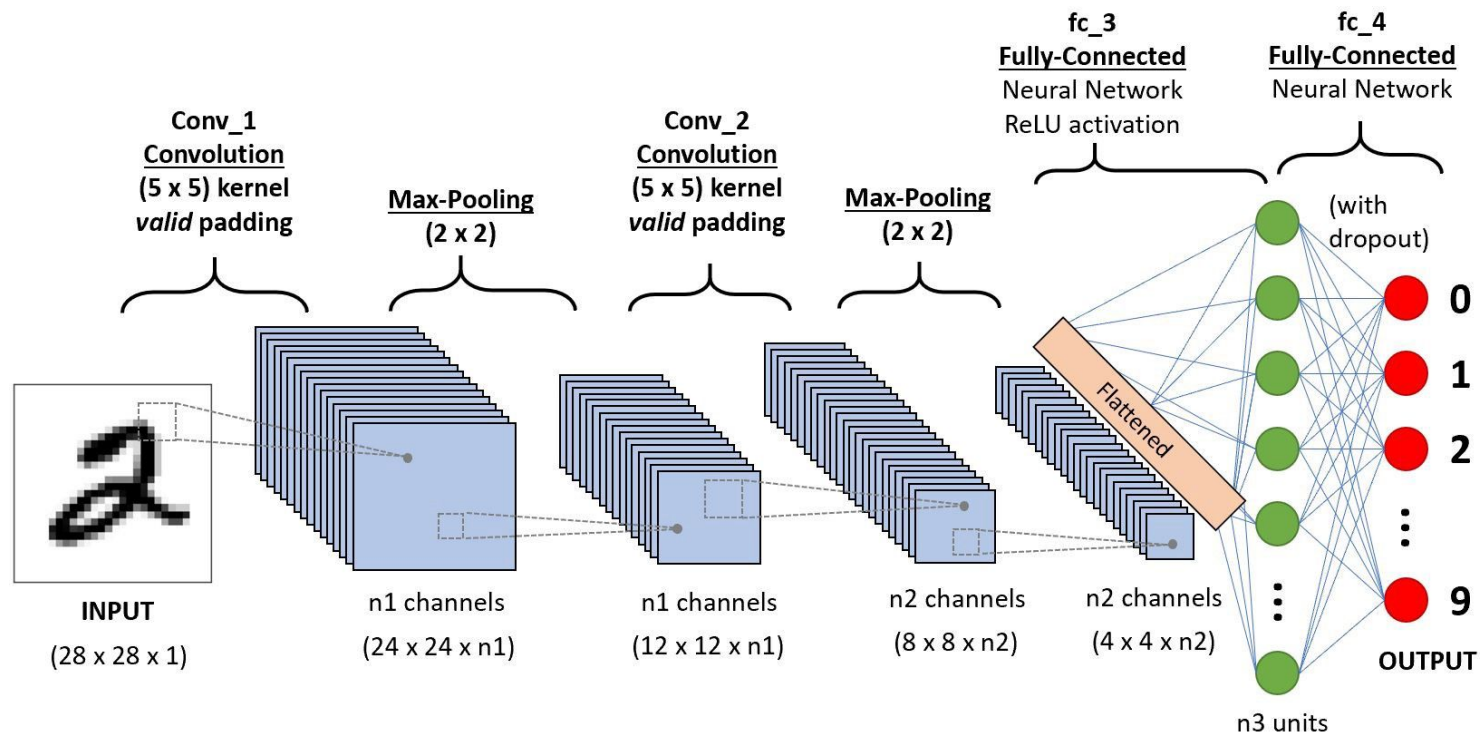 Conv_1
Convolution
(5 x 5) kernel
valid padding
Max-Pooling
(2 x 2)
Conv_2
Convolution
(5 x 5) kernel
valid padding
Max-Pooling
(2 x 2)
fc_3
Fully-Connected
Neural Network
ReLU activation
fc_4
Fully-Connected
Neural Network
(with
dropout)
2
INPUT
(28 x 28 x 1)
n1 channels
(24 x 24 x n1)
n1 channels
(12 x 12 x n1)
n2 channels
(8 x 8 x n2)
n2 channels
(4 x 4 x n2)
Flattened
n3 units
0
1
2
9
OUTPUT